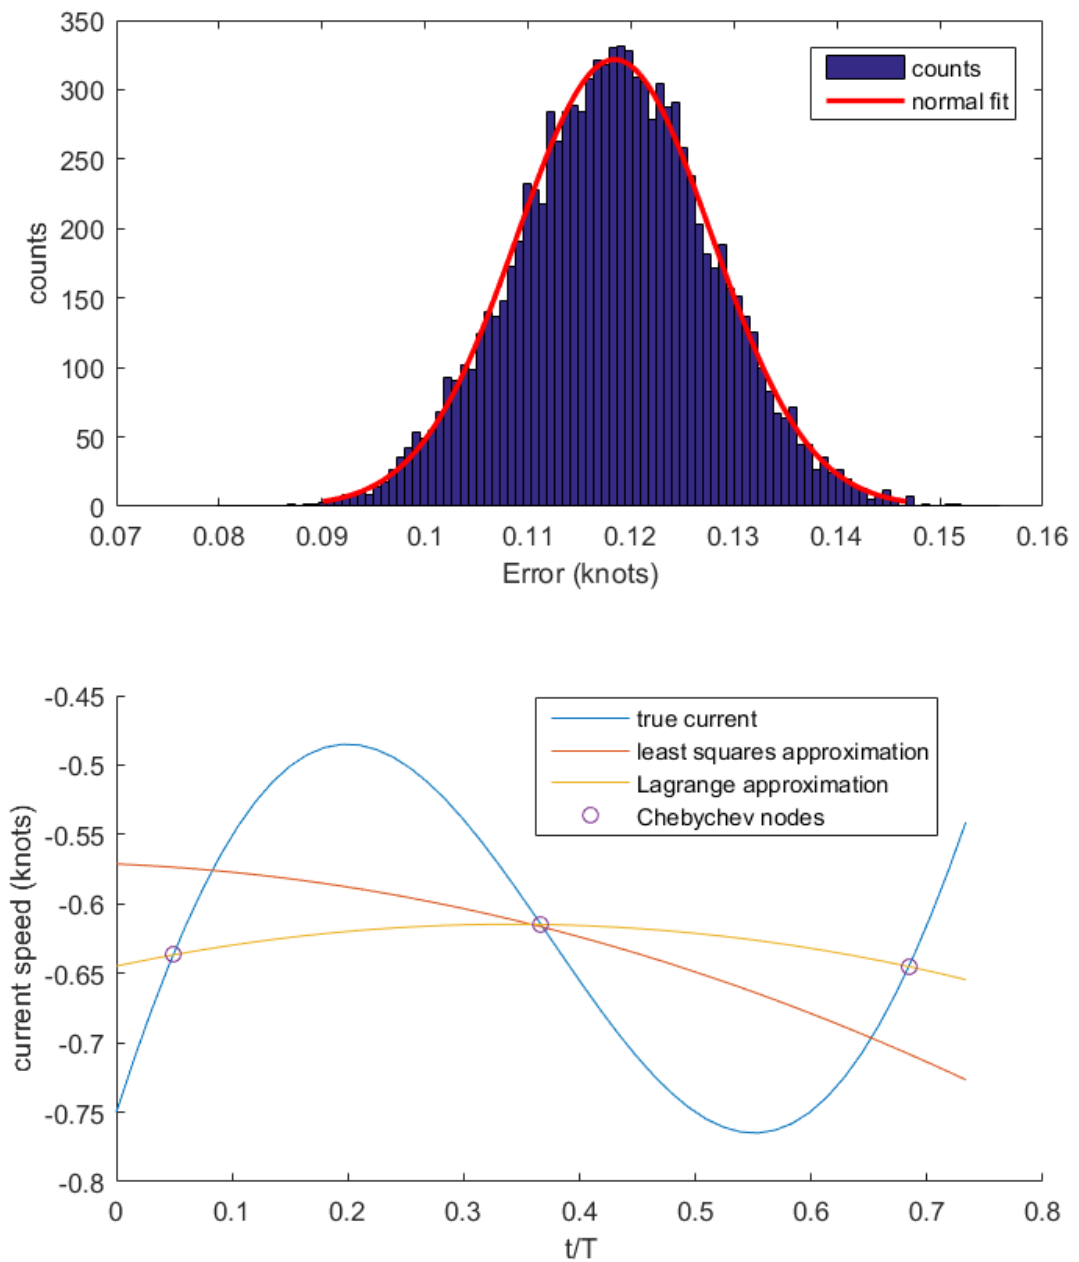 350
300
250
200
150
100
50
0
counts
counts
normal fit
0.07 0.08 0.09 0.1 0.11 0.12 0.13 0.14 0.15 0.16
Error (knots)
-0.45
-0.5
-0.55
-0.6
-0.65
-0.7
-0.75
-0.8
current speed (knots)
true current
least squares approximation
Lagrange approximation
Chebychev nodes
0 0.1 0.2 0.3 0.4 0.5 0.6 0.7 0.8
t/T